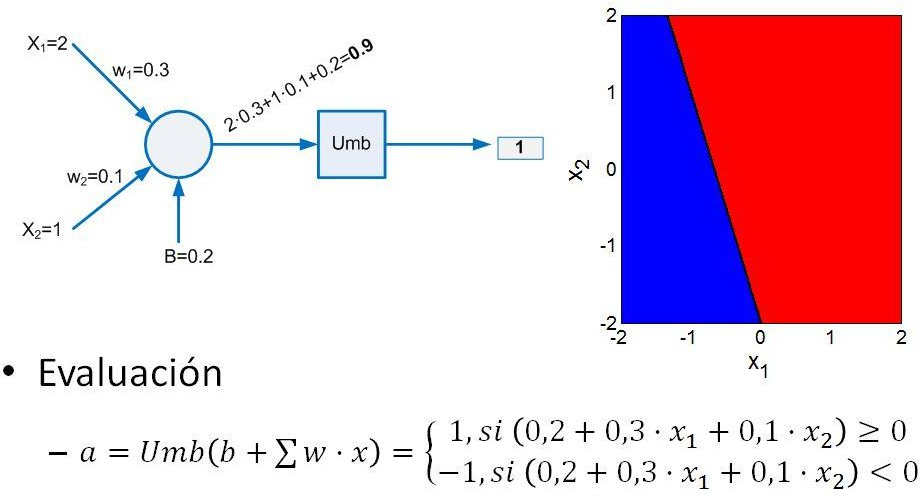 X₁=2
w₁=0.3
2·0.3+1·0.1+0.2=0.9
Umb
1
w₂=0.1
X₂=1
B=0.2
2
1
0
-1
-2
x₂
-2 -1 0 1 2
x₁
• Evaluación
– a = Umb(b + ∑ w · x) = { 1, si (0,2 + 0,3 · x₁ + 0,1 · x₂) ≥ 0
−1, si (0,2 + 0,3 · x₁ + 0,1 · x₂) < 0